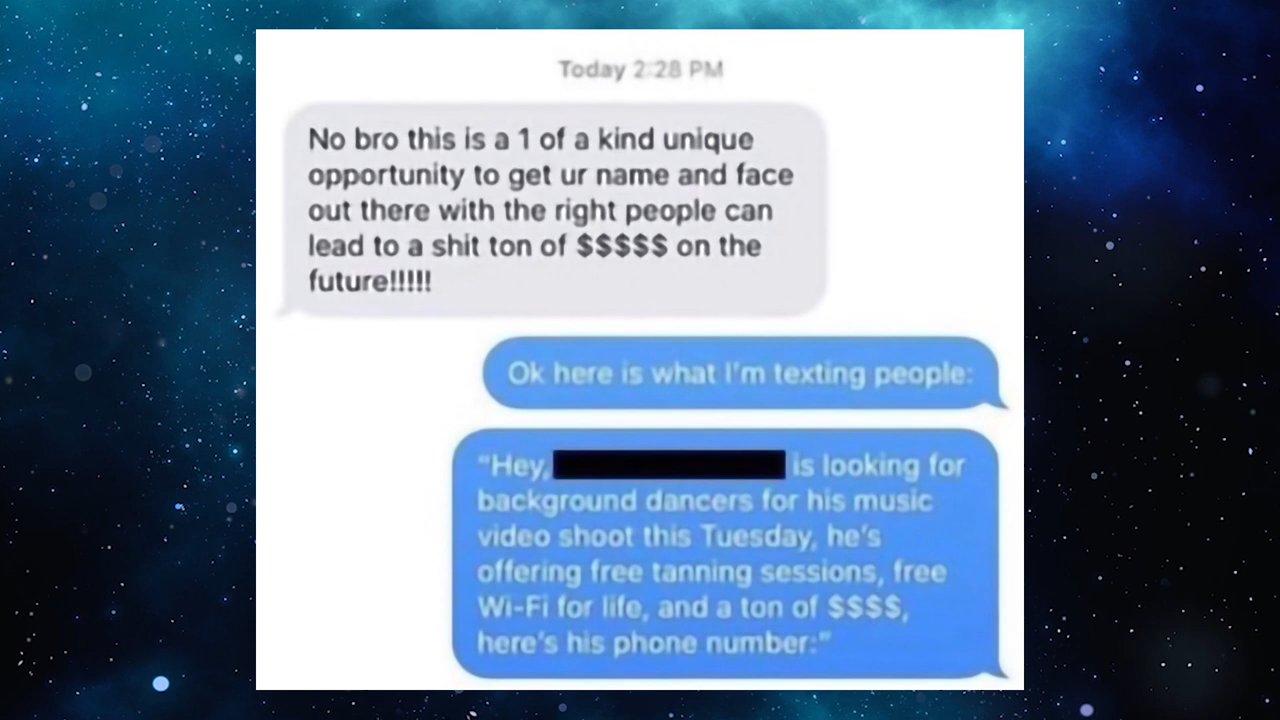 Today 2:28 PM
No bro this is a 1 of a kind unique
opportunity to get ur name and face
out there with the right people can
lead to a shit ton of $$$$$ on the
future!!!!!
Ok here is what I'm texting people:
"Hey, is looking for
background dancers for his music
video shoot this Tuesday, he's
offering free tanning sessions, free
Wi-Fi for life, and a ton of $$$$,
here's his phone number:"